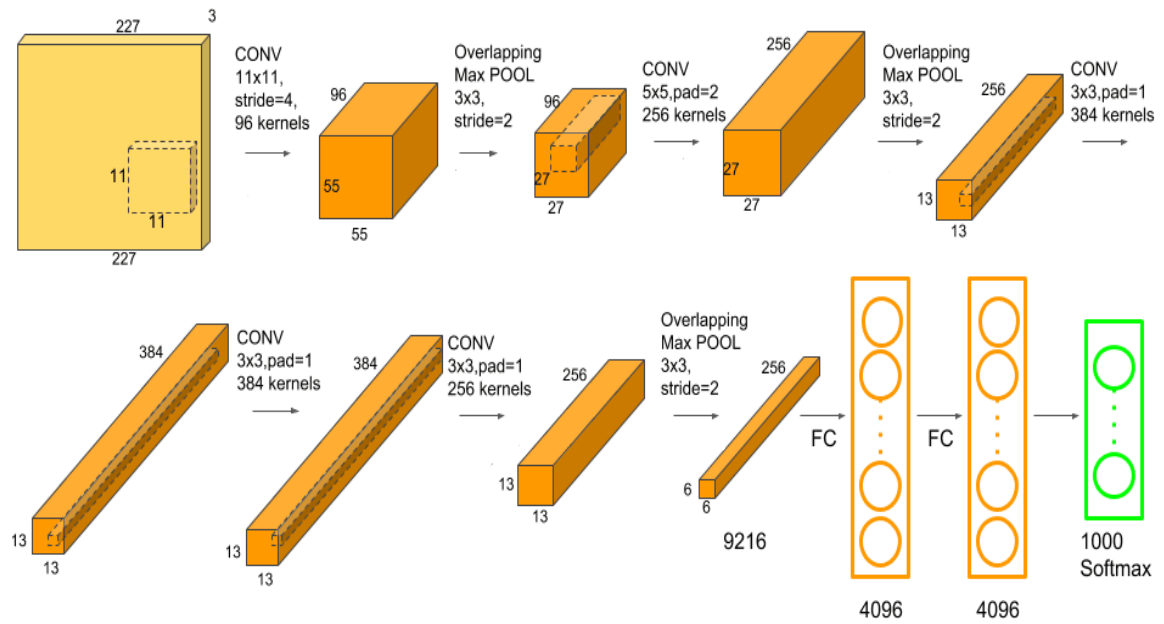 3
227
CONV
11x11,
stride=4,
96 kernels
11
11
227
96
55
55
Overlapping
Max POOL
3x3,
stride=2
96
27
27
CONV
5x5,pad=2
256 kernels
256
27
27
Overlapping
Max POOL
3x3,
stride=2
256
13
13
CONV
3x3,pad=1
384 kernels
384
13
13
CONV
3x3,pad=1
384 kernels
384
13
13
CONV
3x3,pad=1
256 kernels
256
13
13
Overlapping
Max POOL
3x3,
stride=2
256
6
6
9216
FC
4096
FC
4096
1000
Softmax